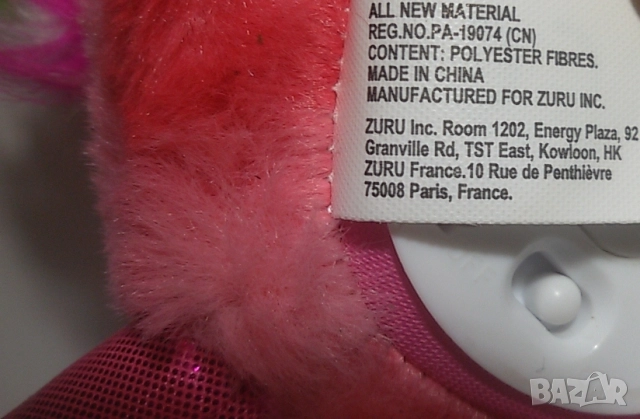 ALL NEW MATERIAL
REG.NO.PA-19074 (CN)
CONTENT: POLYESTER FIBRES.
MADE IN CHINA
MANUFACTURED FOR ZURU INC.
ZURU Inc. Room 1202, Energy Plaza, 92
Granville Rd, TST East, Kowloon, HK
ZURU France.10 Rue de Penthièvre
75008 Paris, France.
BAZAR